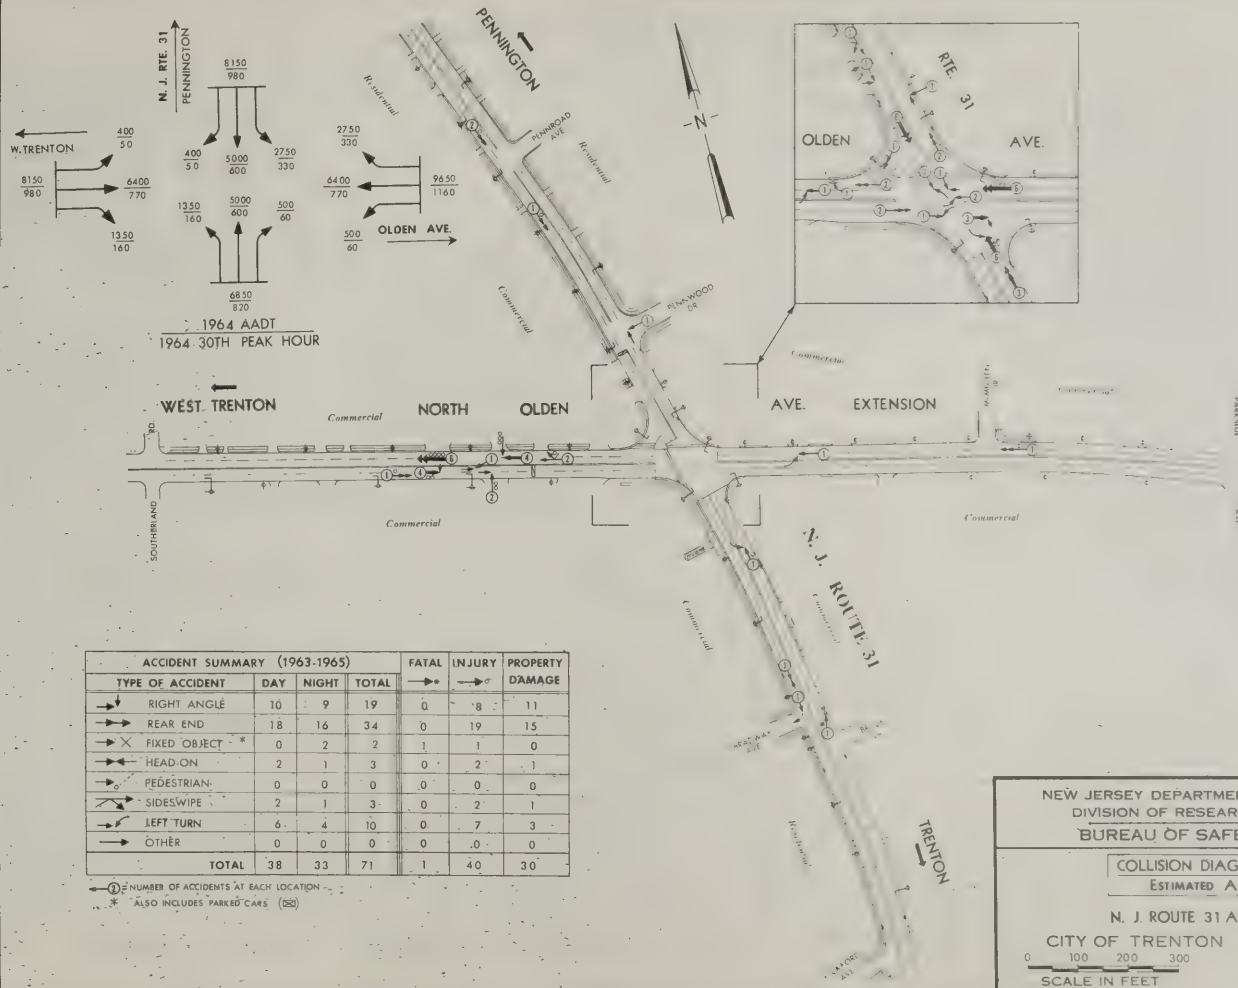 N. J. RTE. 31
PENNINGTON
8150
980
400
50
5000
600
2750
330
W. TRENTON
400
50
8150
980
6400
770
1350
160
2750
330
6400
770
9650
1160
500
60
OLDEN AVE.
1350
160
5000
600
500
60
6850
820
1964 AADT
1964 30TH PEAK HOUR
PENNINGTON
Residential
PENNROAD
AVE
Residential
Commercial
PENNWOOD
DR
-N-
RTE. 31
OLDEN AVE.
Commercial
WEST TRENTON
Commercial
NORTH OLDEN AVE. EXTENSION
RD.
SOUTHERLAND
Commercial
Commercial
N. J. ROUTE 31
Commercial
Commercial
AVE
Residential
TRENTON
AVE
ACCIDENT SUMMARY (1963-1965) FATAL INJURY PROPERTY DAMAGE
TYPE OF ACCIDENT DAY NIGHT TOTAL
RIGHT ANGLE 10 9 19 0 8 11
REAR END 18 16 34 0 19 15
FIXED OBJECT * 0 2 2 1 1 0
HEAD-ON 2 1 3 0 2 1
PEDESTRIAN 0 0 0 0 0 0
SIDESWIPE 2 1 3 0 2 1
LEFT TURN 6 4 10 0 7 3
OTHER 0 0 0 0 0 0
TOTAL 38 33 71 1 40 30
2 = NUMBER OF ACCIDENTS AT EACH LOCATION
* ALSO INCLUDES PARKED CARS
NEW JERSEY DEPARTME
DIVISION OF RESEAR
BUREAU OF SAFE
COLLISION DIAG
ESTIMATED A
N. J. ROUTE 31 A
CITY OF TRENTON
0 100 200 300
SCALE IN FEET